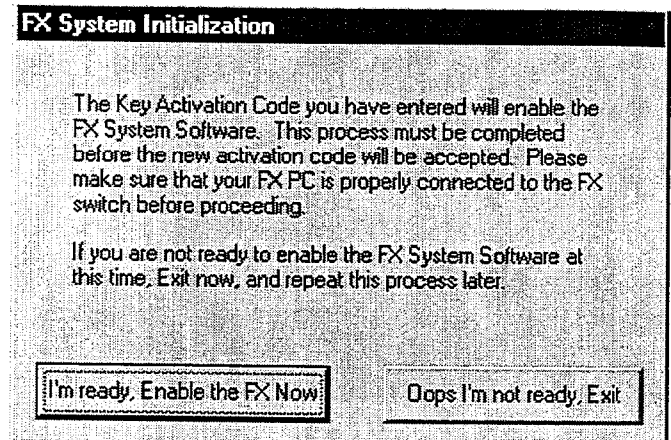 FX System Initialization
The Key Activation Code you have entered will enable the
FX System Software.  This process must be completed
before the new activation code will be accepted.  Please
make sure that your FX PC is properly connected to the FX
switch before proceeding.
If you are not ready to enable the FX System Software at
this time, Exit now, and repeat this process later.
I'm ready, Enable the FX Now
Oops I'm not ready, Exit